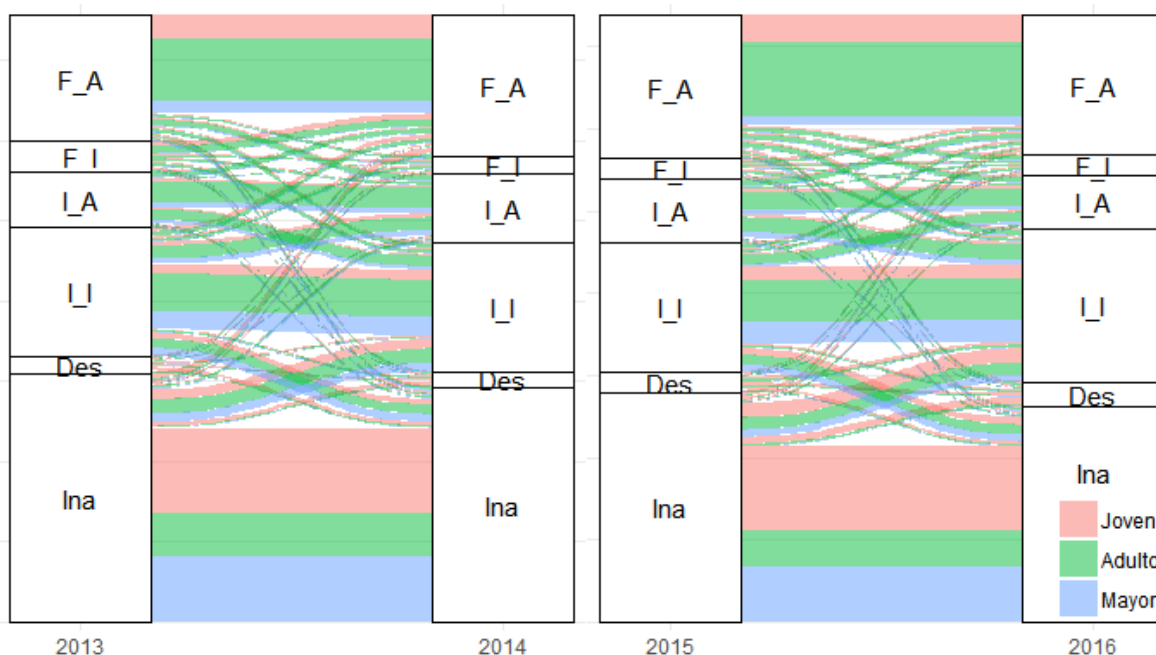 F_A
F_I
I_A
I_I
Des
Ina
F_A
F_I
I_A
I_I
Des
Ina
2013
2014
F_A
F_I
I_A
I_I
Des
Ina
F_A
F_I
I_A
I_I
Des
Ina
Joven
Adulto
Mayor
2015
2016